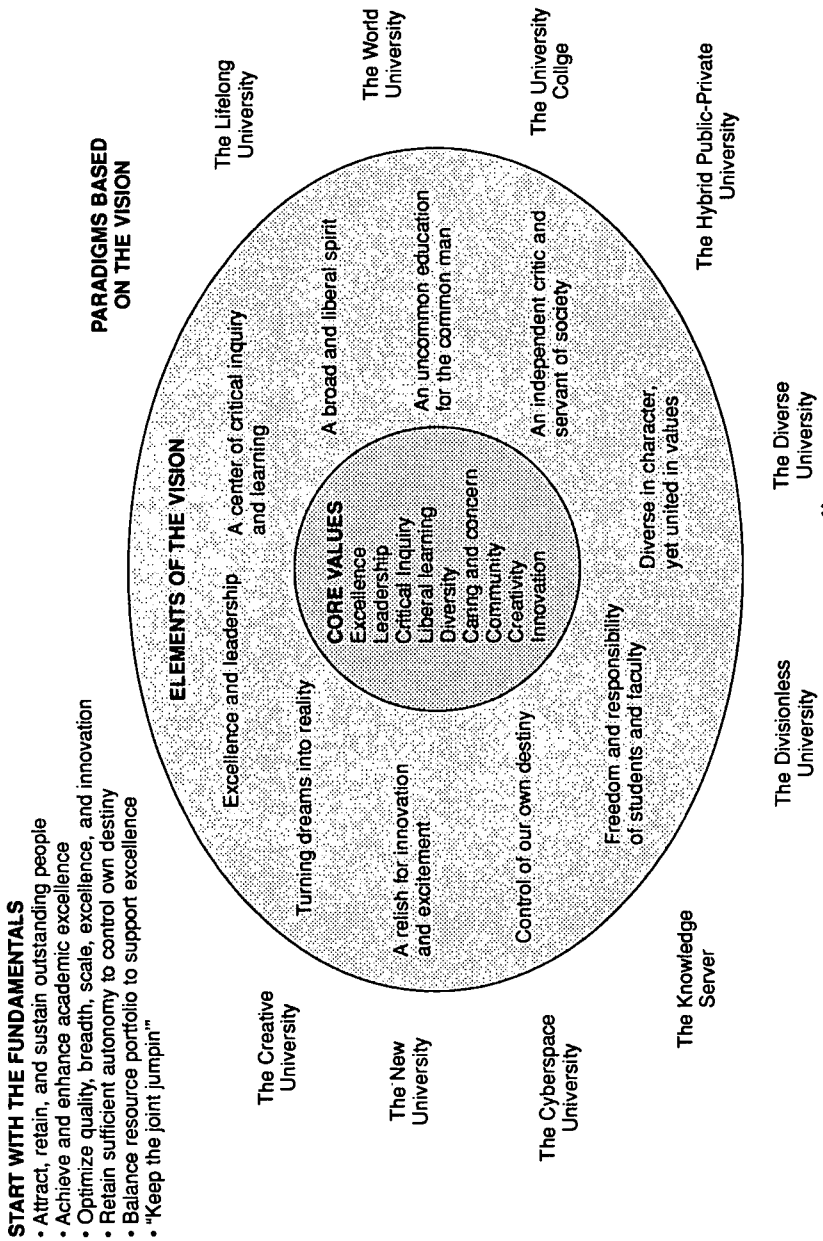 START WITH THE FUNDAMENTALS
• Attract, retain, and sustain outstanding people
• Achieve and enhance academic excellence
• Optimize quality, breadth, scale, excellence, and innovation
• Retain sufficient autonomy to control own destiny
• Balance resource portfolio to support excellence
• "Keep the joint jumpin'"
PARADIGMS BASED
ON THE VISION
ELEMENTS OF THE VISION
Excellence and leadership
A center of critical inquiry
and learning
Turning dreams into reality
A broad and liberal spirit
A relish for innovation
and excitement
An uncommon education
for the common man
Control of our own destiny
An independent critic and
servant of society
Freedom and responsibility
of students and faculty
Diverse in character,
yet united in values
CORE VALUES
Excellence
Leadership
Critical Inquiry
Liberal learning
Diversity
Caring and concern
Community
Creativity
Innovation
The Creative
University
The New
University
The Cyberspace
University
The Knowledge
Server
The Divisionless
University
The Diverse
University
The Hybrid Public-Private
University
The University
Collge
The World
University
The Lifelong
University